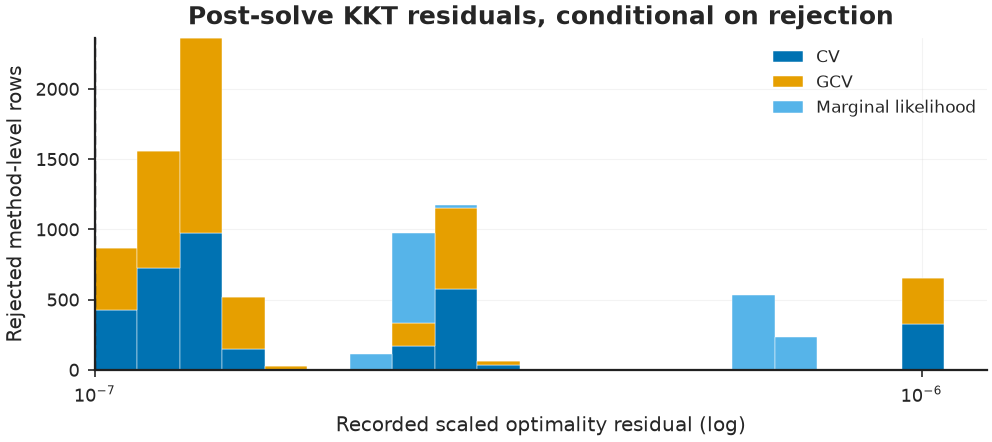 Post-solve KKT residuals, conditional on rejection
Rejected method-level rows
2000
1500
1000
500
0
CV
GCV
Marginal likelihood
10⁻⁷
10⁻⁶
Recorded scaled optimality residual (log)